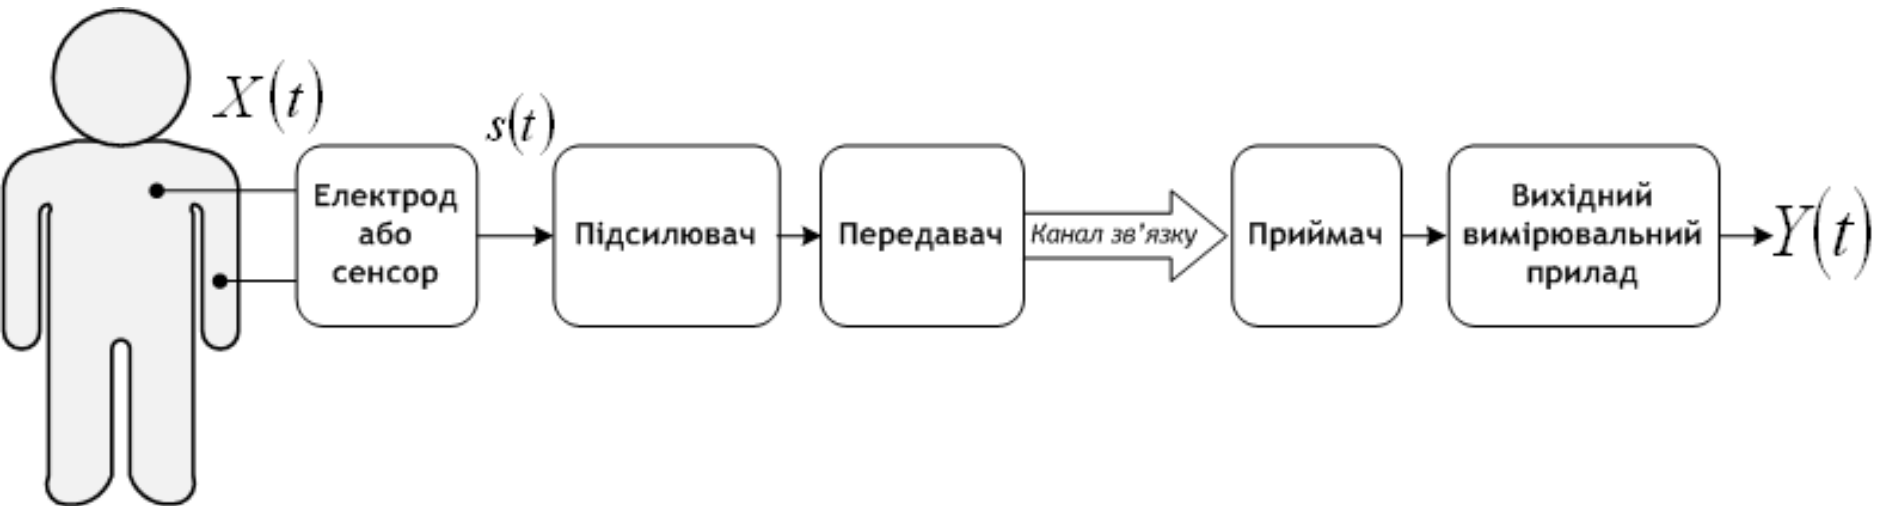 X(t)
s(t)
Електрод
або
сенсор
Підсилювач
Передавач
Канал зв'язку
Приймач
Вихідний
вимірювальний
прилад
Y(t)